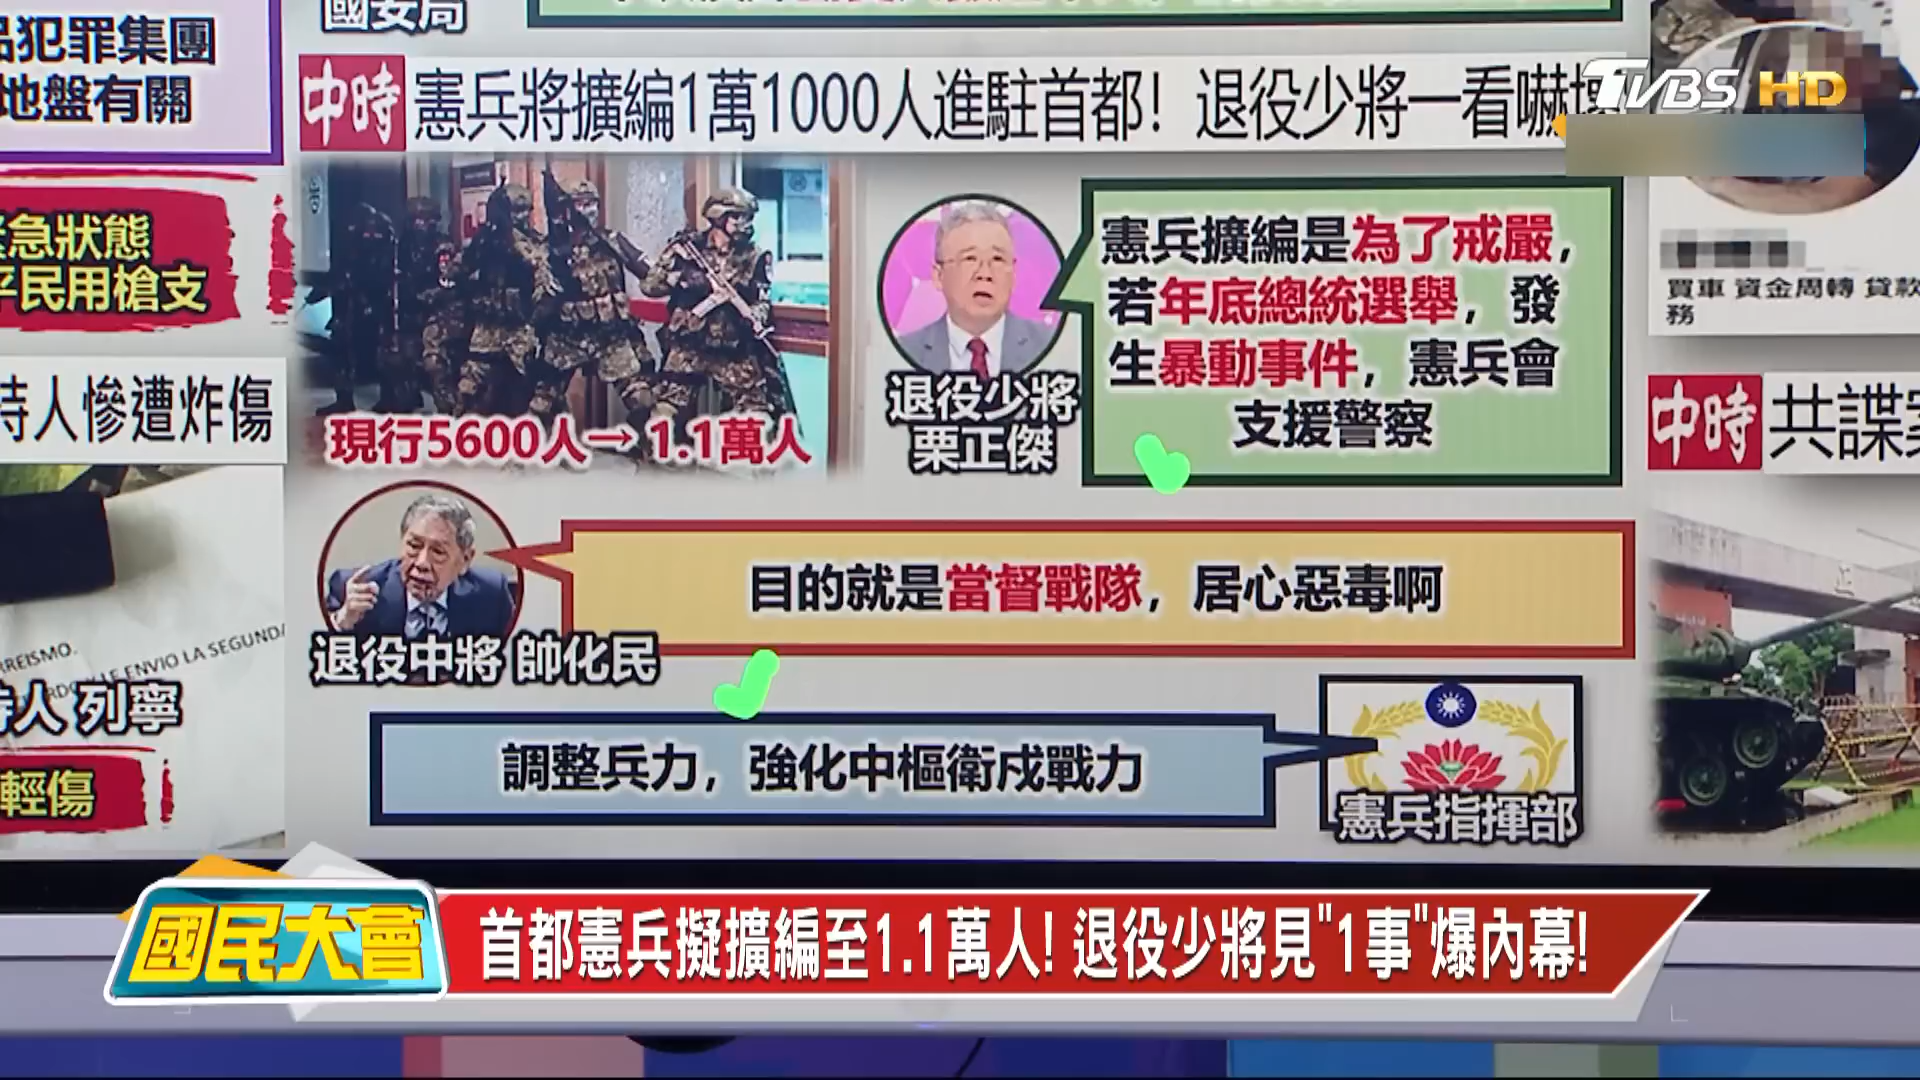 國安局
品犯罪集團
地盤有關
中時 憲兵將擴編1萬1000人進駐首都！退役少將一看嚇壞
TVBS HD
急狀態
平民用槍支
憲兵擴編是為了戒嚴，
若年底總統選舉，發
生暴動事件，憲兵會
支援警察
退役少將
栗正傑
現行5600人→ 1.1萬人
買車 資金周轉 貸款
務
持人慘遭炸傷
中時 共諜案
目的就是當督戰隊，居心惡毒啊
退役中將 帥化民
RREISMO.
LE ENVIO LA SEGUNDA
持人 列寧
輕傷
調整兵力，強化中樞衛戍戰力
憲兵指揮部
國民大會
首都憲兵擬擴編至1.1萬人! 退役少將見"1事"爆內幕!